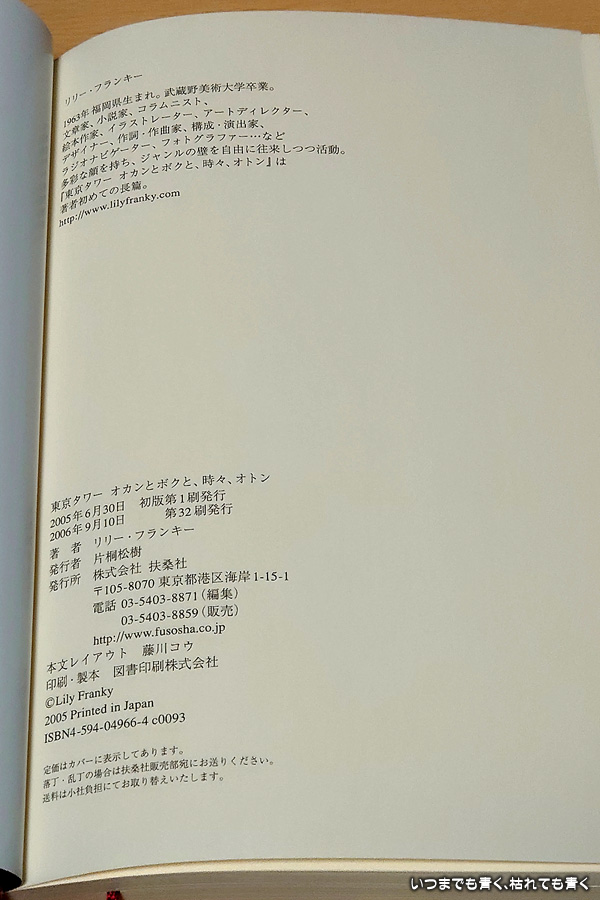 リリー・フランキー
1963年福岡県生まれ。武蔵野美術大学卒業。
文章家、小説家、コラムニスト、
絵本作家、イラストレーター、アートディレクター、
デザイナー、作詞・作曲家、構成・演出家、
ラジオナビゲーター、フォトグラファー…など
多彩な顔を持ち、ジャンルの壁を自由に往来しつつ活動。
『東京タワー オカンとボクと、時々、オトン』は
著者初めての長篇。
http://www.lilyfranky.com
東京タワー オカンとボクと、時々、オトン
2005年6月30日 初版第1刷発行
2006年9月10日 第32刷発行
著 者 リリー・フランキー
発行者 片桐松樹
発行所 株式会社 扶桑社
〒105-8070 東京都港区海岸1-15-1
電話 03-5403-8871(編集)
03-5403-8859(販売)
http://www.fusosha.co.jp
本文レイアウト 藤川コウ
印刷・製本 図書印刷株式会社
©Lily Franky
2005 Printed in Japan
ISBN4-594-04966-4 c0093
定価はカバーに表示してあります。
落丁・乱丁の場合は扶桑社販売部宛にお送りください。
送料は小社負担にてお取り替えいたします。
いつまでも青く、枯れても青く